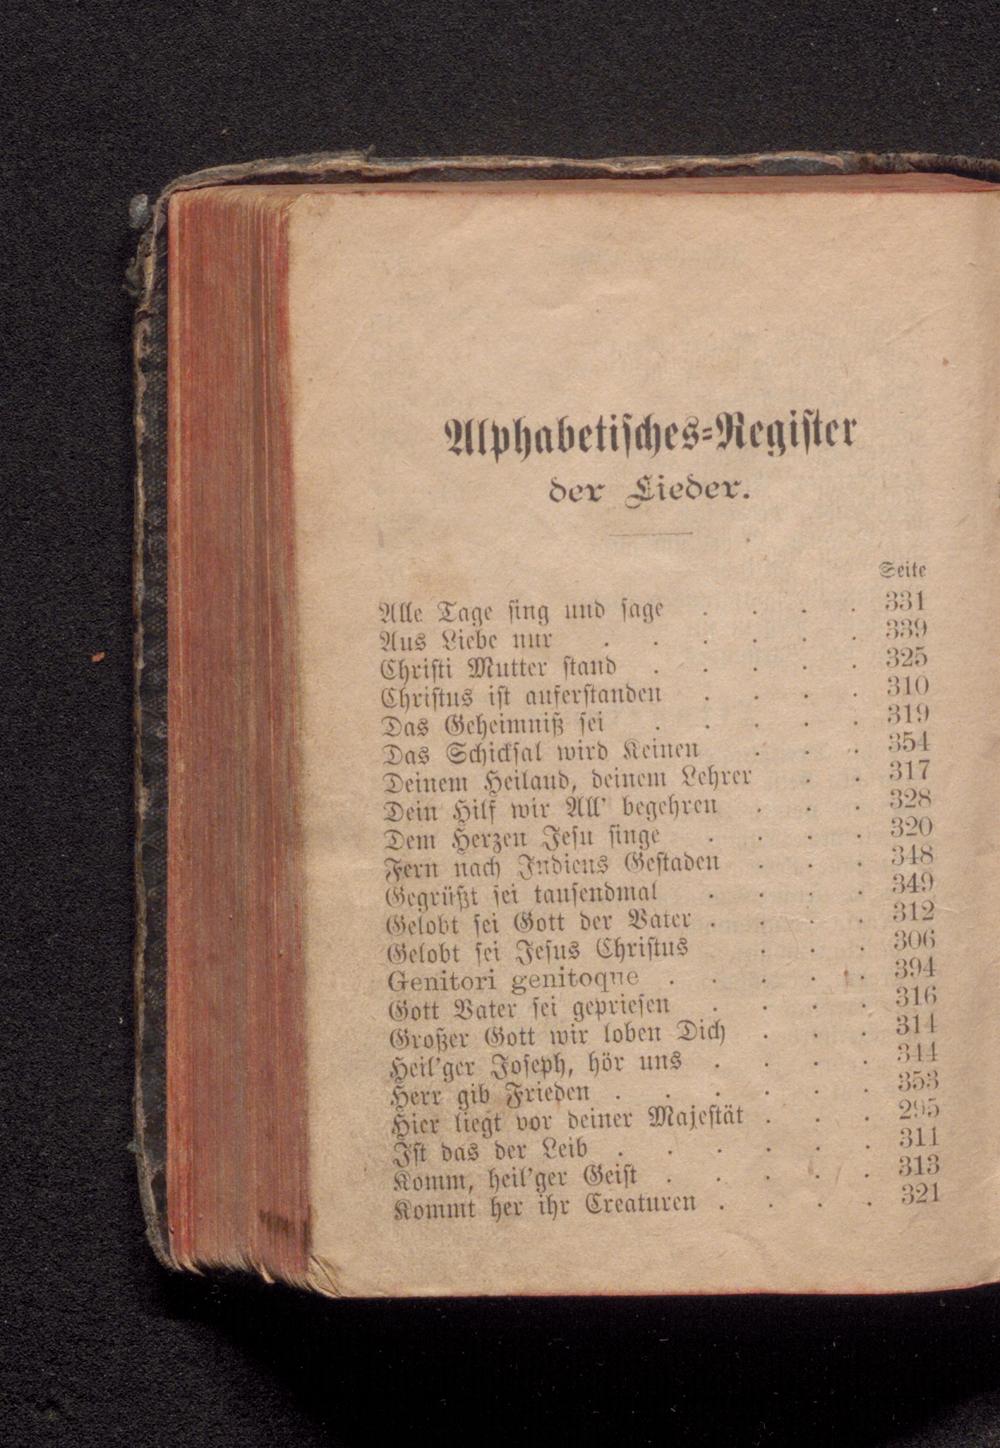 Alphabetisches-Register
der Lieder.
Seite
Alle Tage sing und sage . . . . 331
Aus Liebe nur . . . . . . 339
Christi Mutter stand . . . . . 325
Christus ist auferstanden . . . . 310
Das Geheimniß sei . . . . . 319
Das Schicksal wird Keinen . . . 354
Deinem Heiland, deinem Lehrer . . 317
Dein Hilf wir All' begehren . . . 328
Dem Herzen Jesu singe . . . . 320
Fern nach Indiens Gestaden . . . 348
Gegrüßt sei tausendmal . . . . 349
Gelobt sei Gott der Vater . . . . 312
Gelobt sei Jesus Christus . . . 306
Genitori genitoque . . . . . 394
Gott Vater sei gepriesen . . . . 316
Großer Gott wir loben Dich . . . 314
Heil'ger Joseph, hör uns . . . . 344
Herr gib Frieden . . . . . . 353
Hier liegt vor deiner Majestät . . . 295
Ist das der Leib . . . . . . 311
Komm, heil'ger Geist . . . . . 313
Kommt her ihr Creaturen . . . . 321